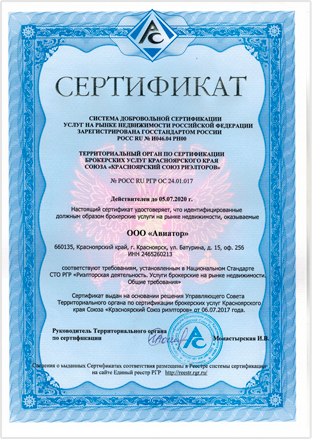 СЕРТИФИКАТ
СИСТЕМА ДОБРОВОЛЬНОЙ СЕРТИФИКАЦИИ
УСЛУГ НА РЫНКЕ НЕДВИЖИМОСТИ РОССИЙСКОЙ ФЕДЕРАЦИИ
ЗАРЕГИСТРИРОВАНА ГОССТАНДАРТОМ РОССИИ
РОСС RU № И046.04 РН00
ТЕРРИТОРИАЛЬНЫЙ ОРГАН ПО СЕРТИФИКАЦИИ
БРОКЕРСКИХ УСЛУГ КРАСНОЯРСКОГО КРАЯ
СОЮЗА «КРАСНОЯРСКИЙ СОЮЗ РИЭЛТОРОВ»
№ РОСС RU РГР ОС 24.01.017
Действителен до 05.07.2020 г.
Настоящий сертификат удостоверяет, что идентифицированные
должным образом брокерские услуги на рынке недвижимости, оказываемые
ООО «Авиатор»
660135, Красноярский край, г. Красноярск, ул. Батурина, д. 15, оф. 256
ИНН 2465260213
соответствуют требованиям, установленным в Национальном Стандарте
СТО РГР «Риэлторская деятельность. Услуги брокерские на рынке недвижимости.
Общие требования»
Сертификат выдан на основании решения Управляющего Совета
Территориального органа по сертификации брокерских услуг Красноярского
края Союза «Красноярский Союз риэлторов» от 06.07.2017 года.
Руководитель Территориального органа
по сертификации
Монастырская И.В.
Сведения о выданных Сертификатах размещены в Реестре системы сертификации
на сайте Единый реестр РГР http://reestr.rgr.ru/